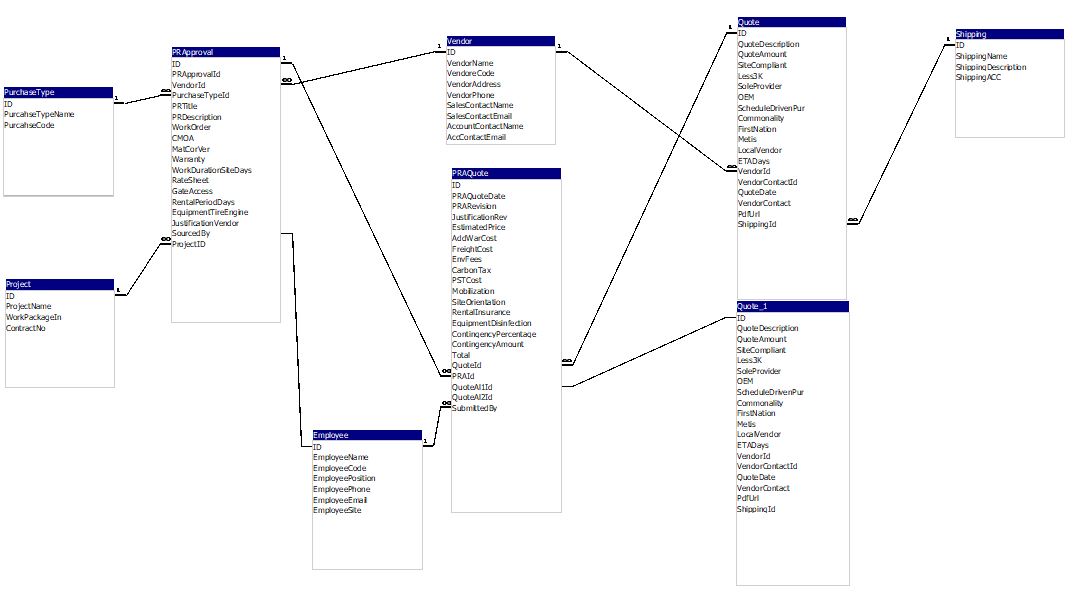 PurchaseType
ID
PurcahseTypeName
PurcahseCode
Project
ID
ProjectName
WorkPackageIn
ContractNo
PRApproval
ID
PRApprovalId
VendorId
PurchaseTypeId
PRTitle
PRDescription
WorkOrder
CMOA
MatCorVer
Warranty
WorkDurationSiteDays
RateSheet
GateAccess
RentalPeriodDays
EquipmentTireEngine
JustificationVendor
SourcedBy
ProjectID
Employee
ID
EmployeeName
EmployeeCode
EmployeePosition
EmployeePhone
EmployeeEmail
EmployeeSite
Vendor
ID
VendorName
VendoreCode
VendorAddress
VendorPhone
SalesContactName
SalesContactEmail
AccountContactName
AccContactEmail
PRAQuote
ID
PRAQuoteDate
PRARevision
JustificationRev
EstimatedPrice
AddWarCost
FreightCost
EnvFees
CarbonTax
PSTCost
Mobilization
SiteOrientation
RentalInsurance
EquipmentDisinfection
ContingencyPercentage
ContingencyAmount
Total
QuoteId
PRAId
QuoteAl1Id
QuoteAl2Id
SubmittedBy
Quote
ID
QuoteDescription
QuoteAmount
SiteCompliant
Less3K
SoleProvider
OEM
ScheduleDrivenPur
Commonality
FirstNation
Metis
LocalVendor
ETADays
VendorId
VendorContactId
QuoteDate
VendorContact
PdfUrl
ShippingId
Quote_1
ID
QuoteDescription
QuoteAmount
SiteCompliant
Less3K
SoleProvider
OEM
ScheduleDrivenPur
Commonality
FirstNation
Metis
LocalVendor
ETADays
VendorId
VendorContactId
QuoteDate
VendorContact
PdfUrl
ShippingId
Shipping
ID
ShippingName
ShippingDescription
ShippingACC
1
1
1
1
1
1
1
1
∞
∞
∞
∞
∞
∞
∞
∞